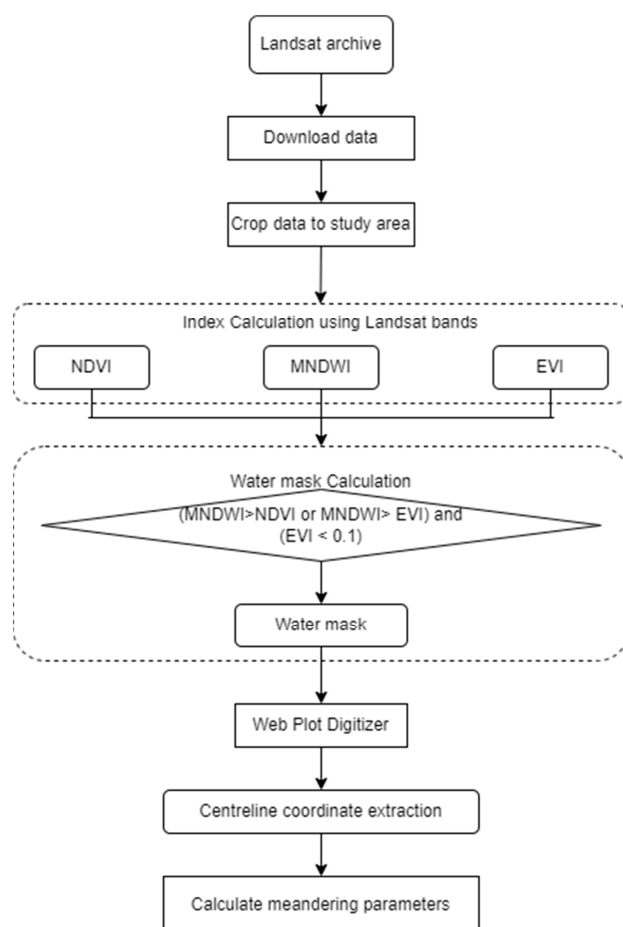 Landsat archive
Download data
Crop data to study area
Index Calculation using Landsat bands
NDVI
MNDWI
EVI
Water mask Calculation
(MNDWI>NDVI or MNDWI> EVI) and
(EVI < 0.1)
Water mask
Web Plot Digitizer
Centreline coordinate extraction
Calculate meandering parameters